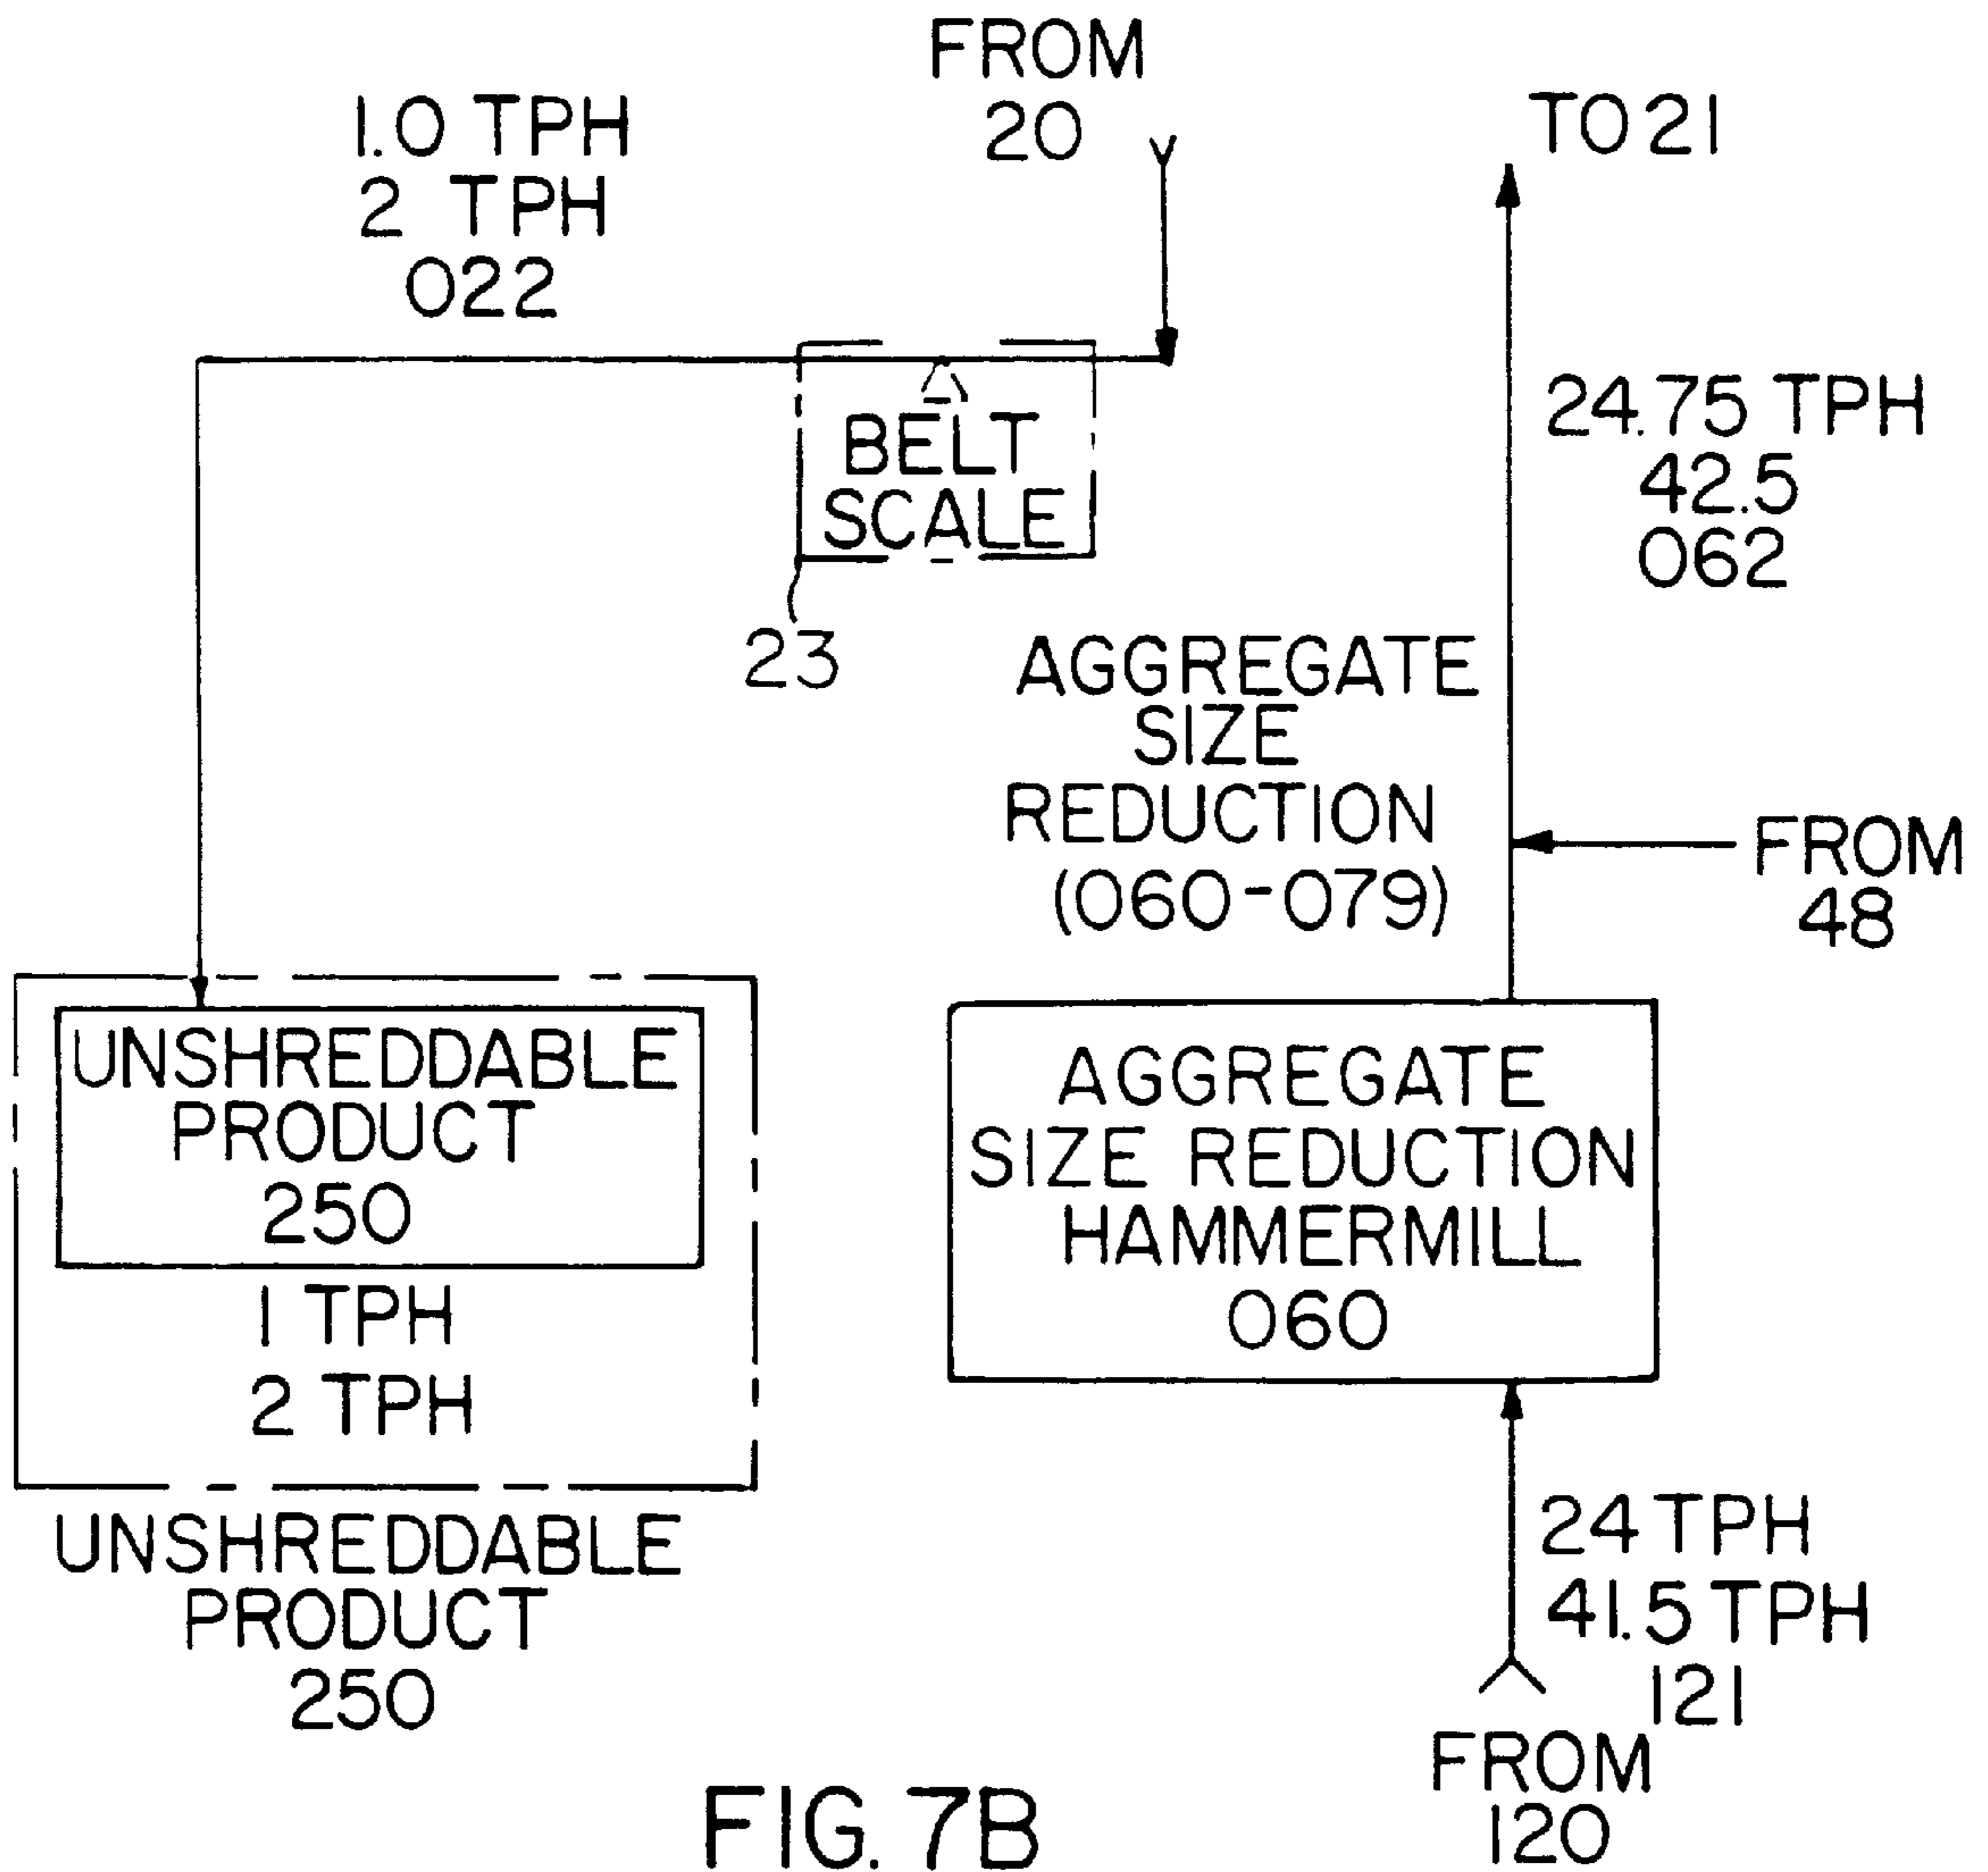 FROM
20
1.0 TPH
2 TPH
022
TO 21
BELT
SCALE
23
24.75 TPH
42.5
062
AGGREGATE
SIZE
REDUCTION
(060-079)
FROM
48
UNSHREDDABLE
PRODUCT
250
1 TPH
2 TPH
UNSHREDDABLE
PRODUCT
250
AGGREGATE
SIZE REDUCTION
HAMMERMILL
060
24 TPH
41.5 TPH
121
FROM
120
FIG. 7B